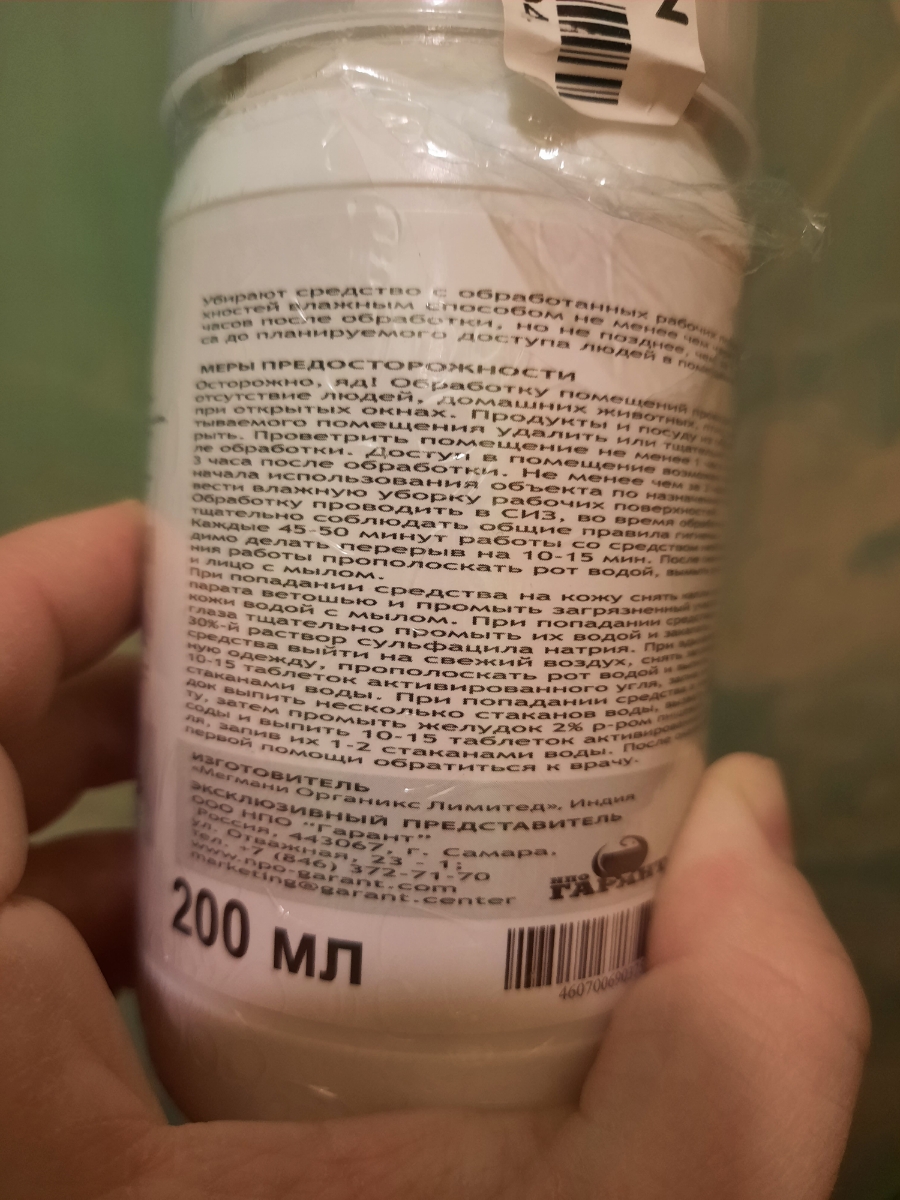 04
N
Убирают средство с обработанных рабочих
хностей влажным способом не менее чем
часов после обработки, но не позднее, чем
са до планируемого доступа людей в
МЕРЫ ПРЕДОСТОРОЖНОСТИ
Осторожно, яд! Обработку помещений
отсутствие людей, домашних животных,
при открытых окнах. Продукты и посуду из
тываемого помещения удалить или
рыть. Проветрить помещение не менее
ле обработки. Доступ в помещение
3 часа после обработки. Не менее чем за 3
начала использования объекта по
вести влажную уборку рабочих
Обработку проводить в СИЗ, во время
тщательно соблюдать общие правила
Каждые 45-50 минут работы со средством
димо делать перерыв на 10-15 мин. После
ния работы прополоскать рот водой,
и лицо с мылом.
При попадании средства на кожу снять
парата ветошью и промыть загрязненный
кожи водой с мылом. При попадании
глаза тщательно промыть их водой и
30%-й раствор сульфацила натрия. При
средства выйти на свежий воздух, снять
ную одежду, прополоскать рот водой и
10-15 таблеток активированного угля,
стаканами воды. При попадании средства
док выпить несколько стаканов воды,
ту, затем промыть желудок 2% р-ром
соды и выпить 10-15 таблеток
ля, запив их 1-2 стаканами воды. После
первой помощи обратиться к врачу.
ИЗГОТОВИТЕЛЬ
«Мегмани Органикс Лимитед», Индия
ЭКСКЛЮЗИВНЫЙ ПРЕДСТАВИТЕЛЬ
ООО НПО "Гарант"
Россия, 443067, г. Самара.
ул. Отважная, 23 - 1;
тел. +7 (846) 372-71-70
www.npo-garant.com
marketing@garant.center
НПО
ГАРАНТ
200 МЛ
460700690